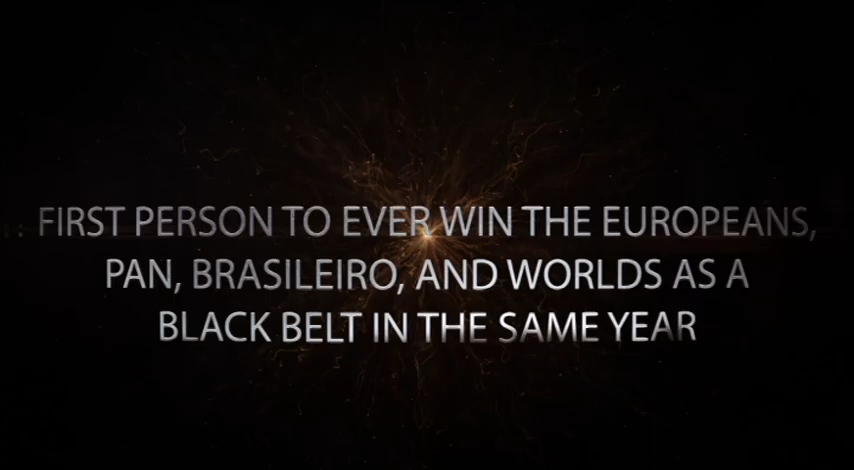 FIRST PERSON TO EVER WIN THE EUROPEANS,
PAN, BRASILEIRO, AND WORLDS AS A
BLACK BELT IN THE SAME YEAR